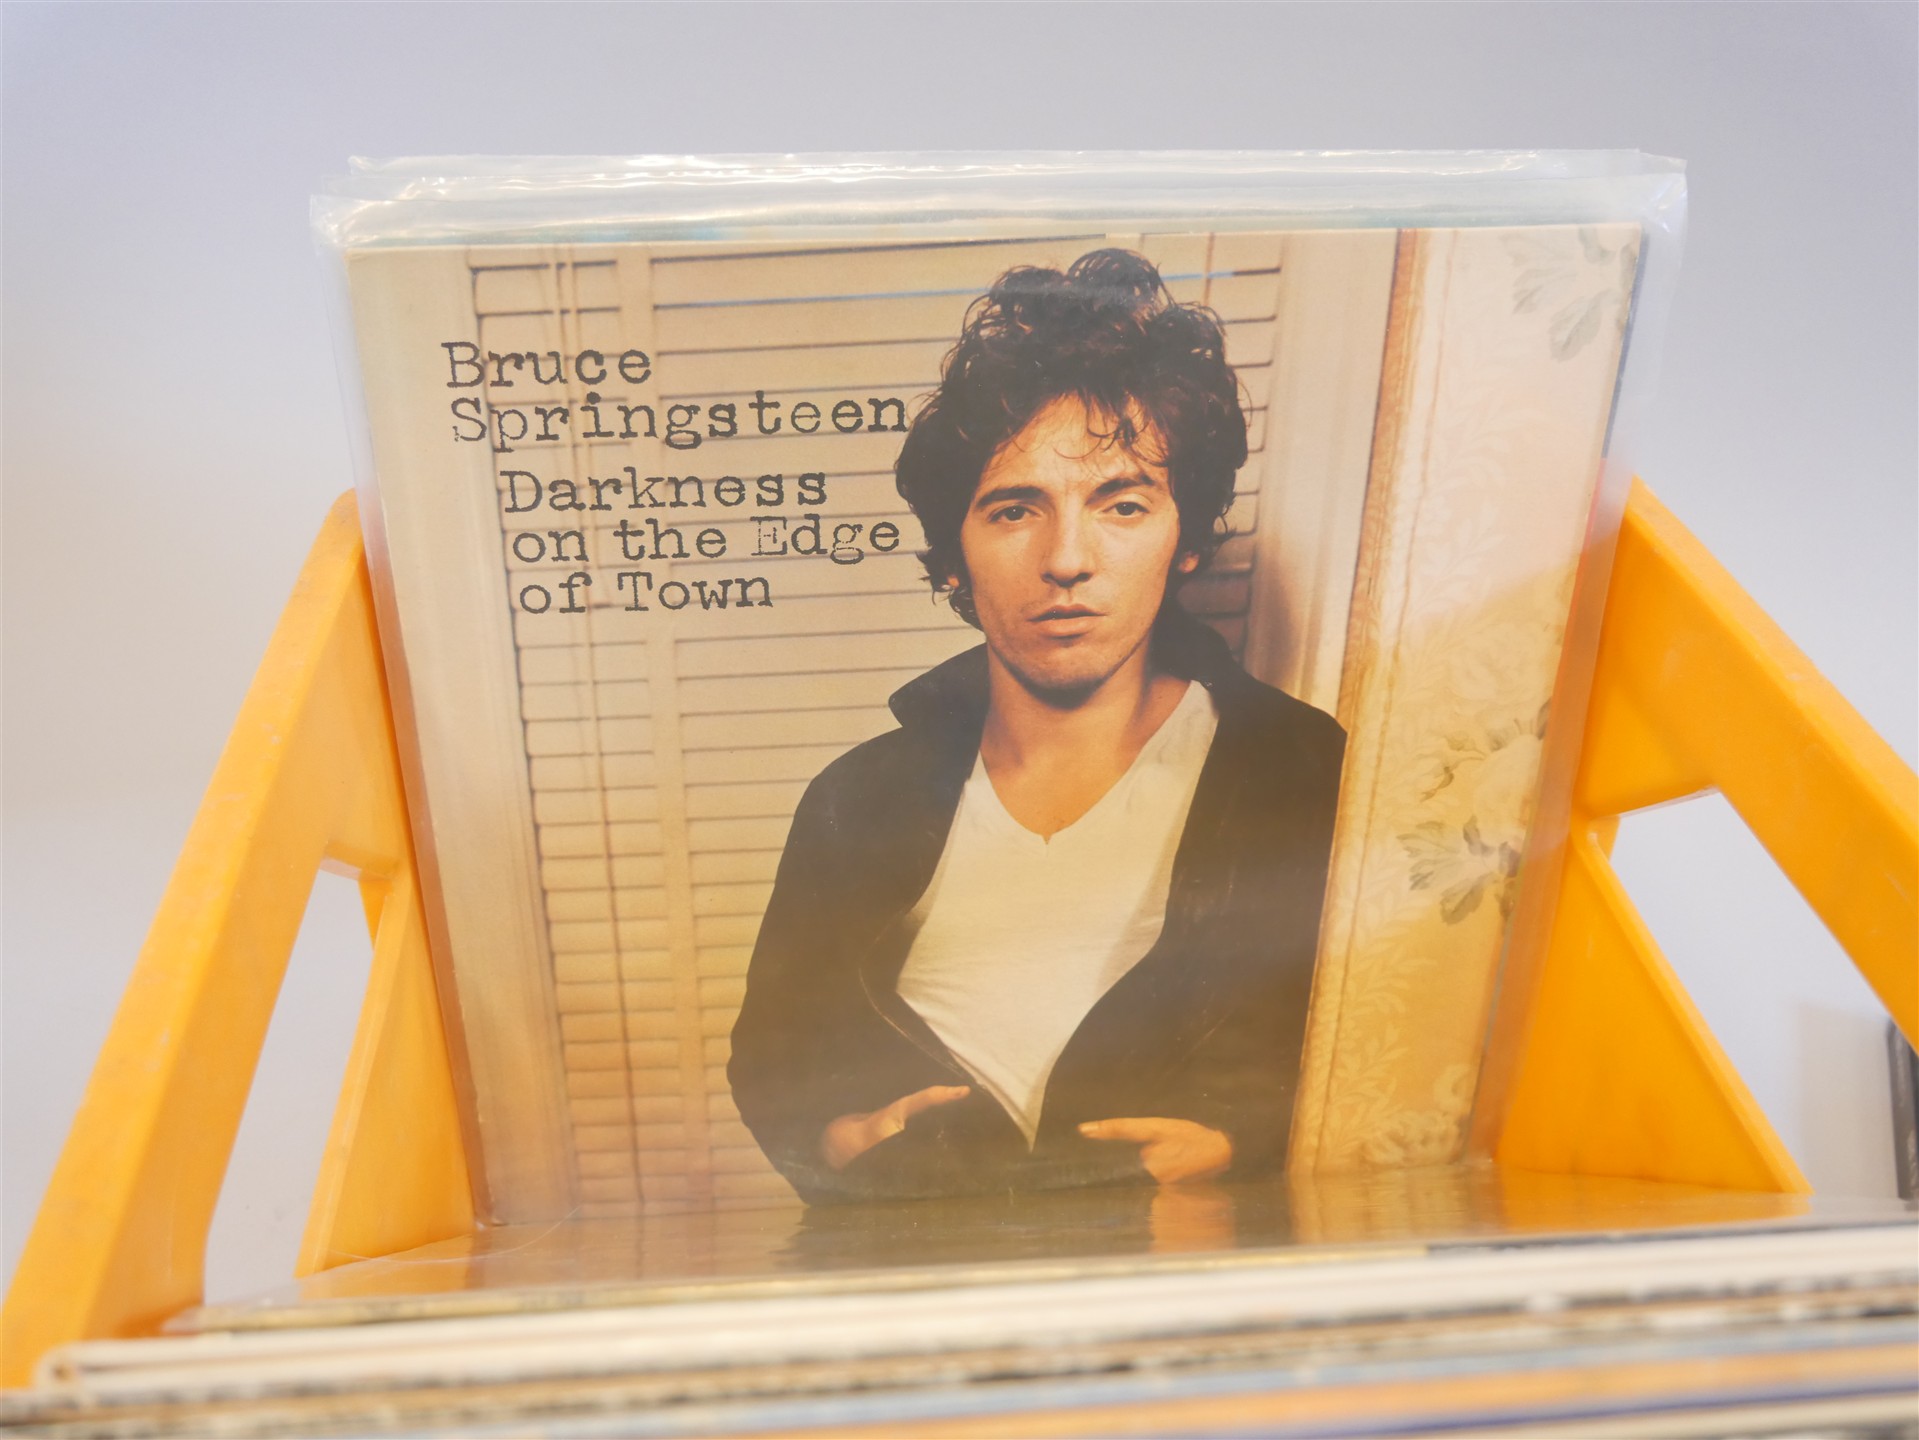 Bruce
Springsteen
Darkness
on the Edge
of Town